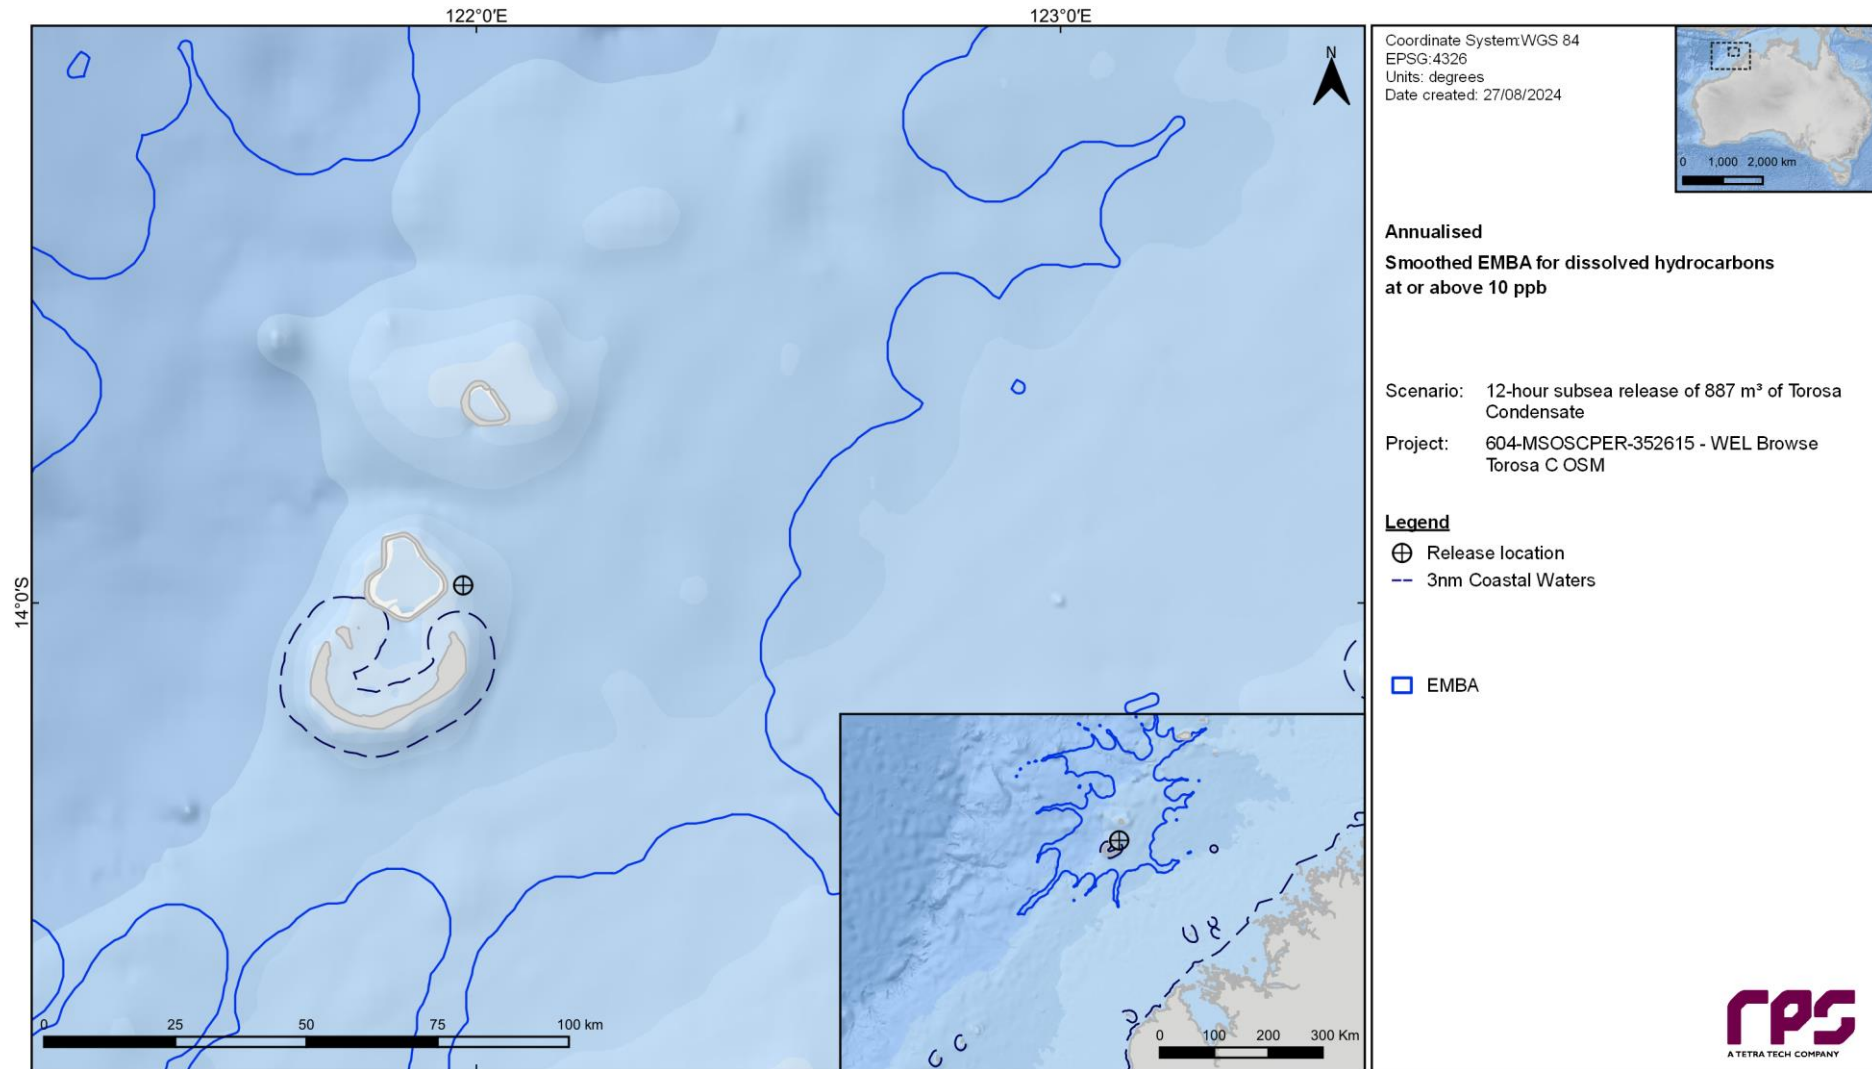 122°0'E
123°0'E
14°0'S
N
0 25 50 75 100 km
0 100 200 300 Km
Coordinate System:WGS 84
EPSG:4326
Units: degrees
Date created: 27/08/2024
0 1,000 2,000 km
Annualised
Smoothed EMBA for dissolved hydrocarbons
at or above 10 ppb
Scenario: 12-hour subsea release of 887 m³ of Torosa
Condensate
Project: 604-MSOSCPER-352615 - WEL Browse
Torosa C OSM
Legend
Release location
3nm Coastal Waters
EMBA
rps
A TETRA TECH COMPANY